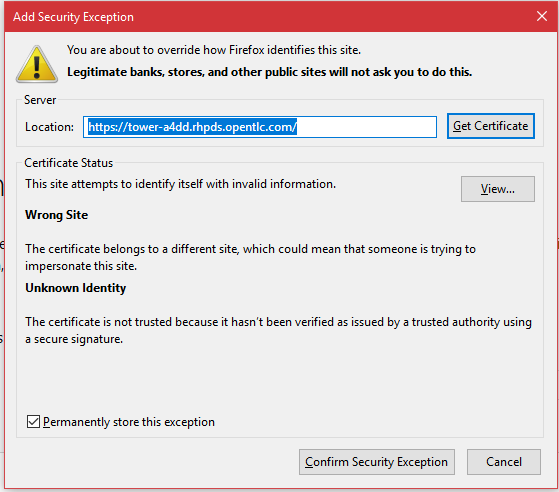 Add Security Exception
You are about to override how Firefox identifies this site.
Legitimate banks, stores, and other public sites will not ask you to do this.
Server
Location:
https://tower-a4dd.rhpds.opentlc.com/
Get Certificate
Certificate Status
This site attempts to identify itself with invalid information.
View...
Wrong Site
The certificate belongs to a different site, which could mean that someone is trying to
impersonate this site.
Unknown Identity
The certificate is not trusted because it hasn't been verified as issued by a trusted authority using
a secure signature.
Permanently store this exception
Confirm Security Exception
Cancel